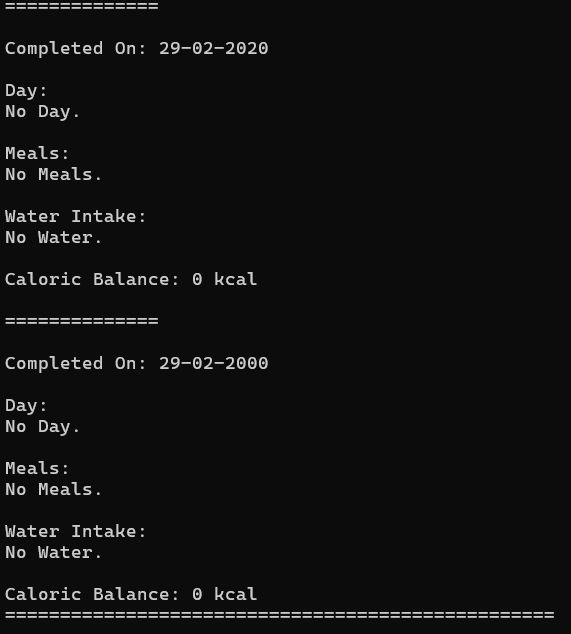 ==============
Completed On: 29-02-2020
Day:
No Day.
Meals:
No Meals.
Water Intake:
No Water.
Caloric Balance: 0 kcal
==============
Completed On: 29-02-2000
Day:
No Day.
Meals:
No Meals.
Water Intake:
No Water.
Caloric Balance: 0 kcal
==================================================